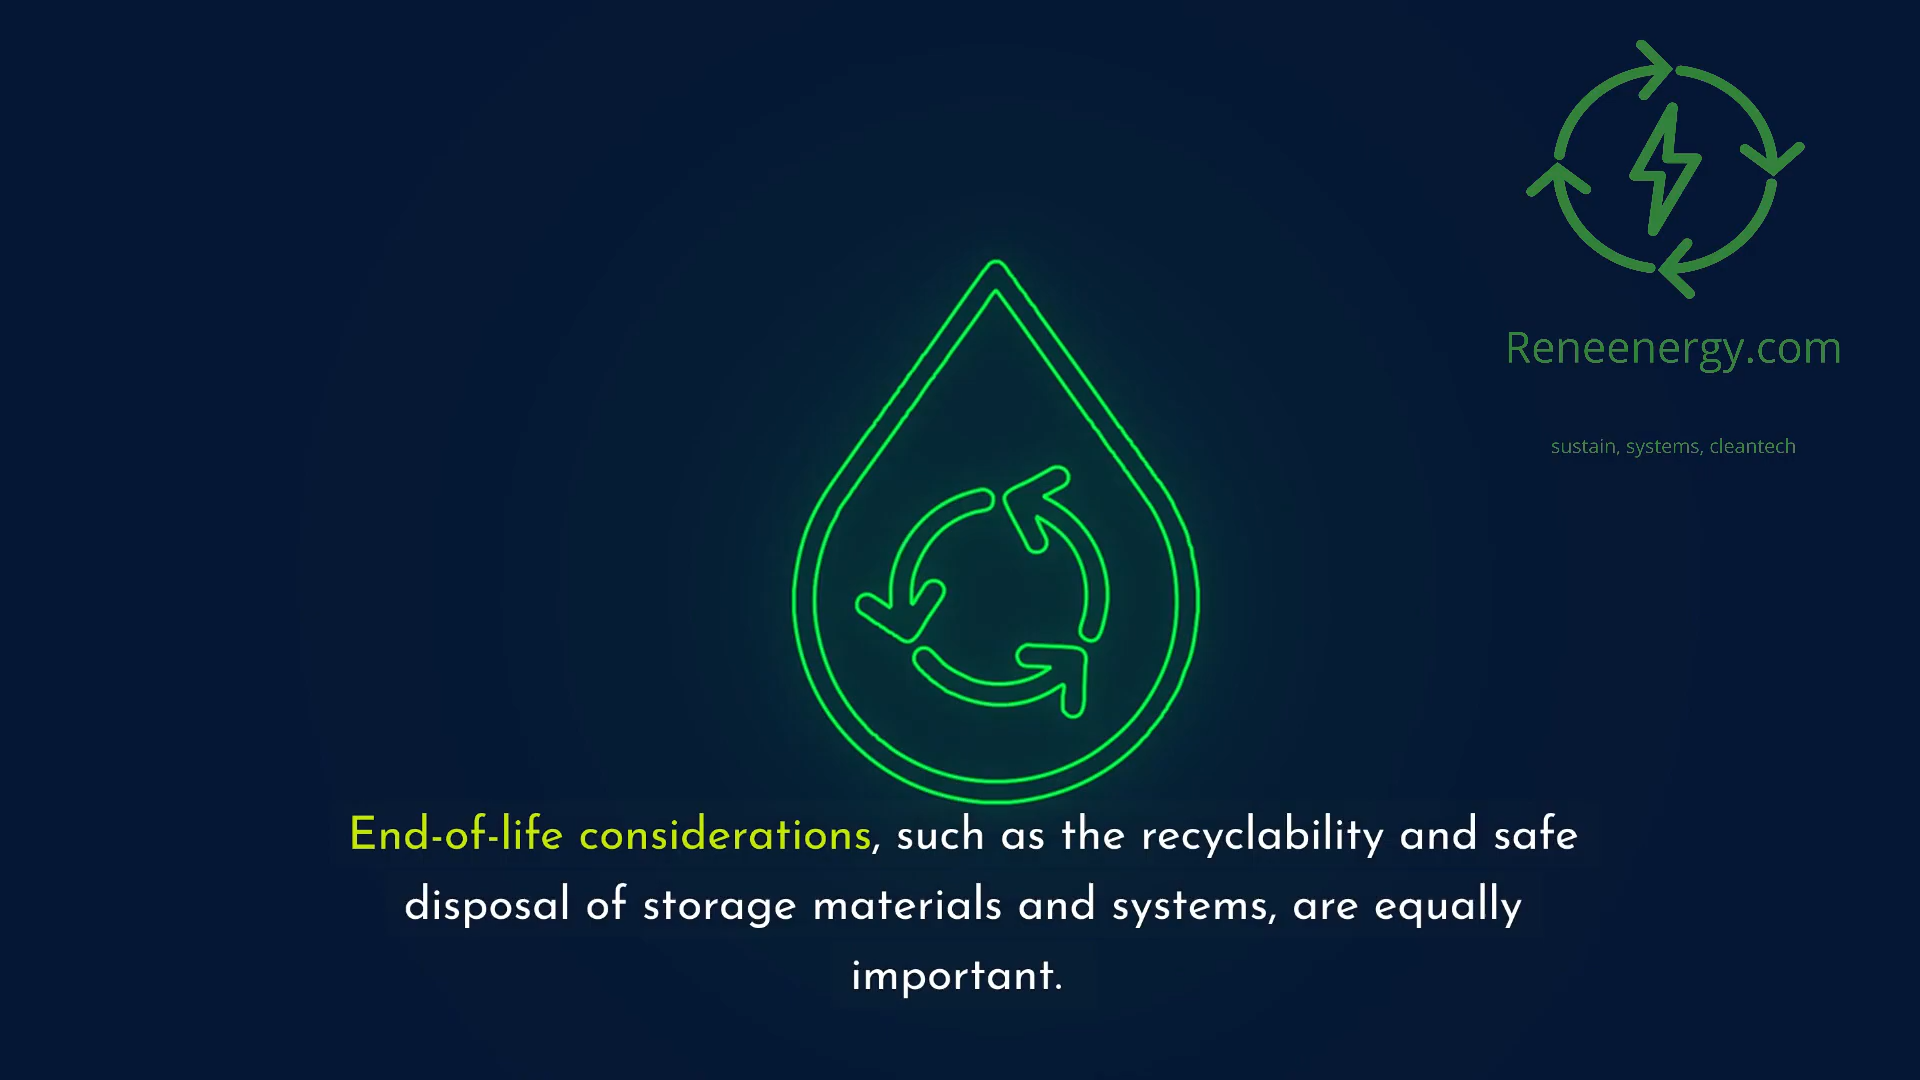 Reneenergy.com
sustain, systems, cleantech
End-of-life considerations, such as the recyclability and safe
disposal of storage materials and systems, are equally
important.